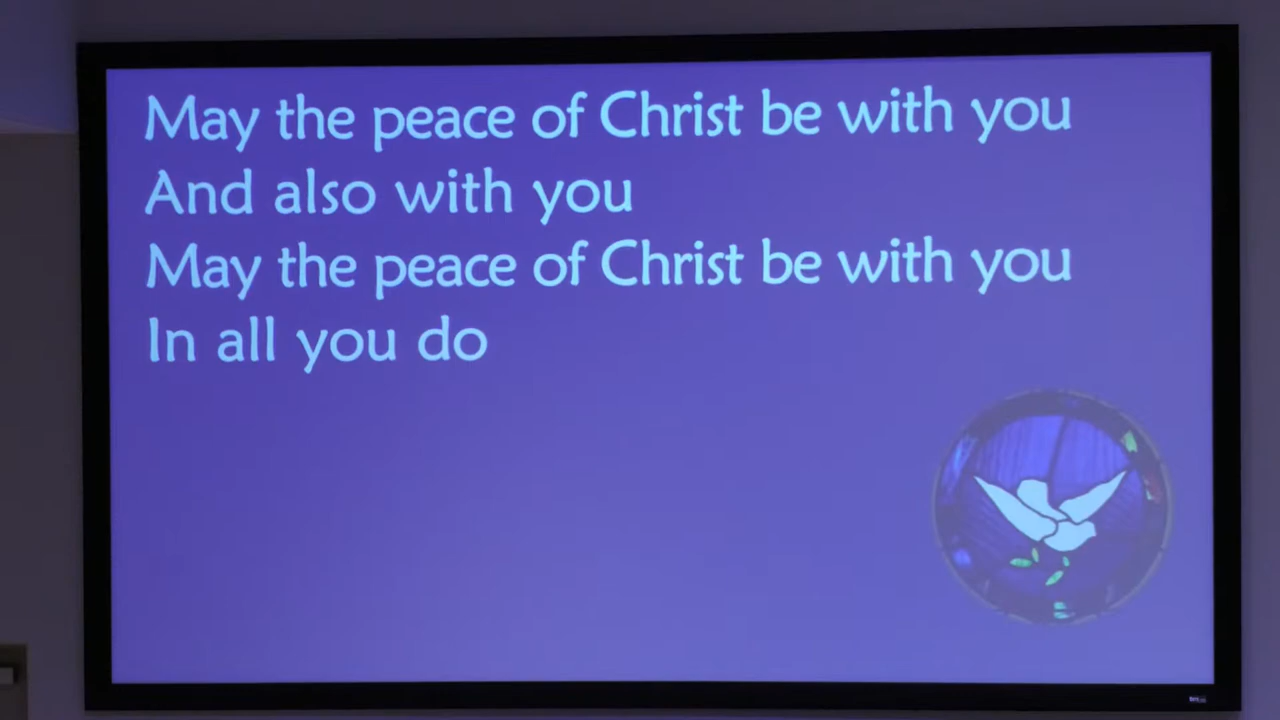 May the peace of Christ be with you
And also with you
May the peace of Christ be with you
In all you do